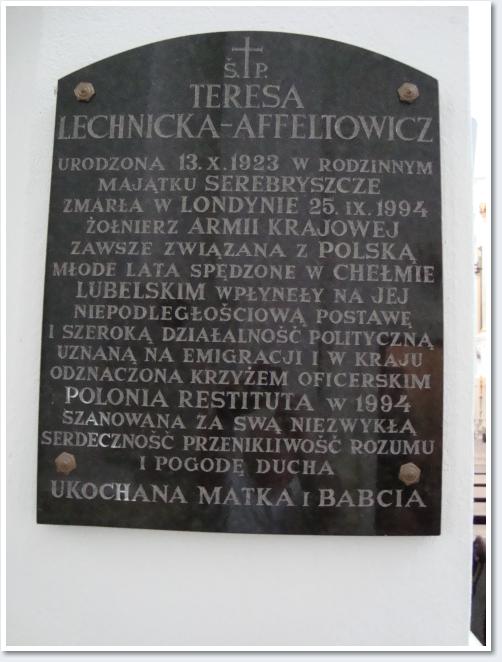 Ś.P.
TERESA
LECHNICKA-AFFELTOWICZ
URODZONA 13.X.1923 W RODZINNYM
MAJĄTKU SEREBRYSZCZE
ZMARŁA W LONDYNIE 25.IX.1994
ŻOŁNIERZ ARMII KRAJOWEJ
ZAWSZE ZWIĄZANA Z POLSKĄ
MŁODE LATA SPĘDZONE W CHEŁMIE
LUBELSKIM WPŁYNEŁY NA JEJ
NIEPODLEGŁOŚCIOWĄ POSTAWĘ
I SZEROKĄ DZIAŁALNOŚĆ POLITYCZNĄ
UZNANĄ NA EMIGRACJI I W KRAJU
ODZNACZONA KRZYŻEM OFICERSKIM
POLONIA RESTITUTA W 1994
SZANOWANA ZA SWĄ NIEZWYKŁĄ
SERDECZNOŚĆ PRZENIKLIWOŚĆ ROZUMU
I POGODĘ DUCHA
UKOCHANA MATKA I BABCIA